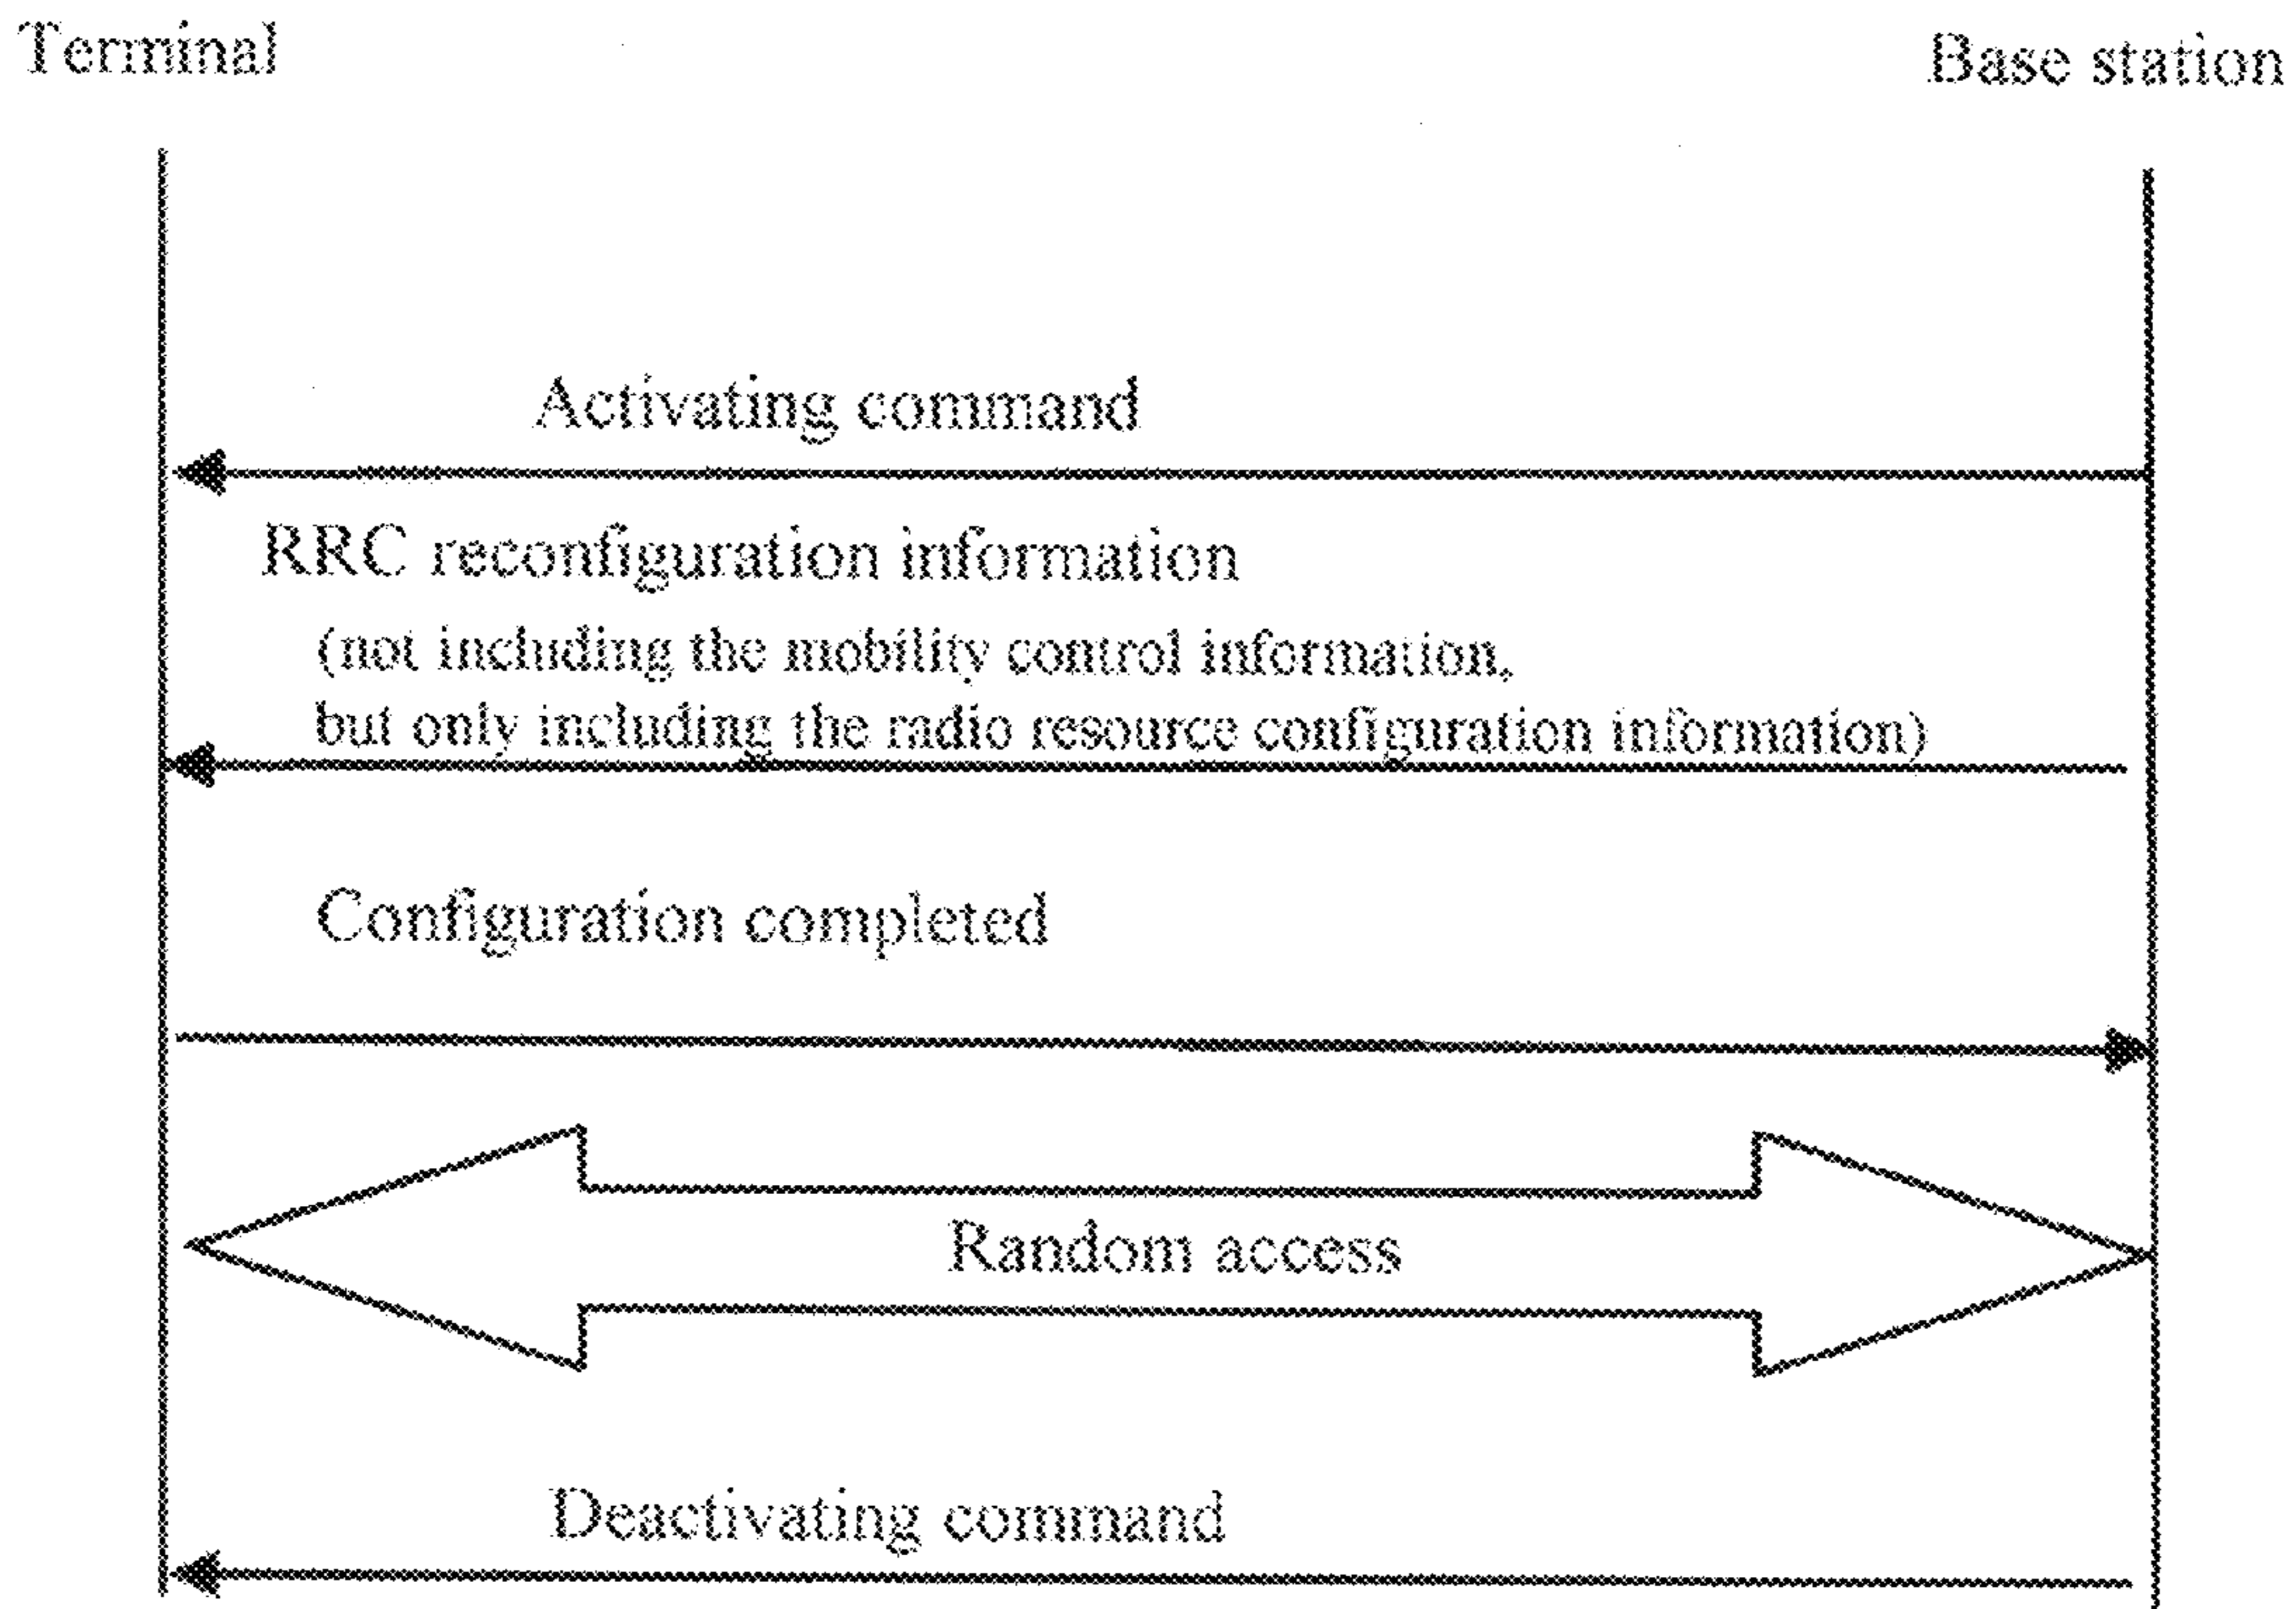 Terminal
Base station
Activating command
RRC reconfiguration information
(not including the mobility control information,
but only including the radio resource configuration information)
Configuration completed
Random access
Deactivating command